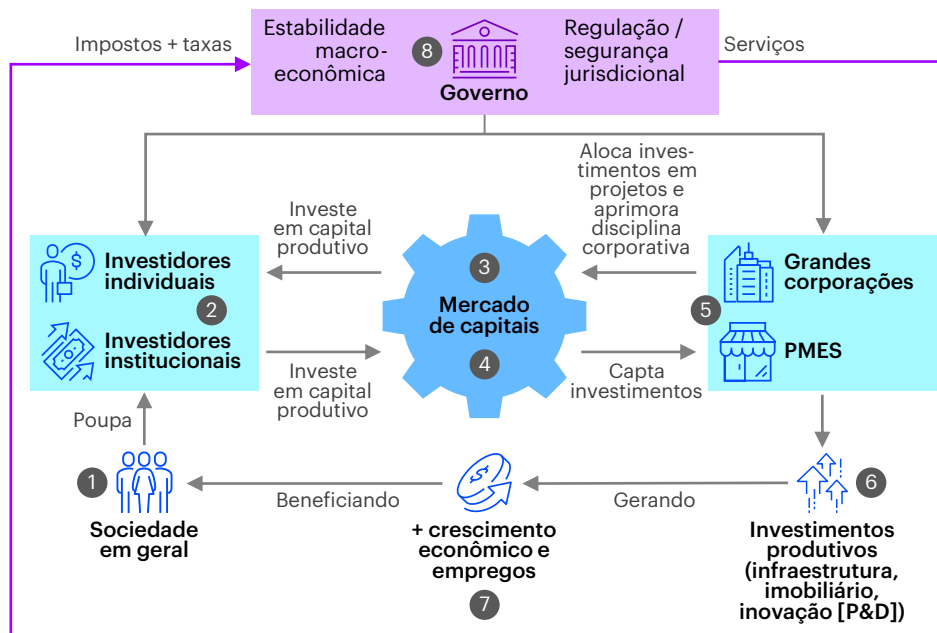 Impostos + taxas
Estabilidade
macro-
econômica
8
Governo
Regulação /
segurança
jurisdicional
Serviços
Aloca inves-
timentos em
projetos e
aprimora
disciplina
corporativa
Investe
em capital
produtivo
Investidores
individuais
2
Investidores
institucionais
3
Mercado
de capitais
4
Grandes
corporações
5
PMES
Investe
em capital
produtivo
Capta
investimentos
Poupa
1
Sociedade
em geral
Beneficiando
+ crescimento
econômico e
empregos
7
Gerando
6
Investimentos
produtivos
(infraestrutura,
imobiliário,
inovação [P&D])